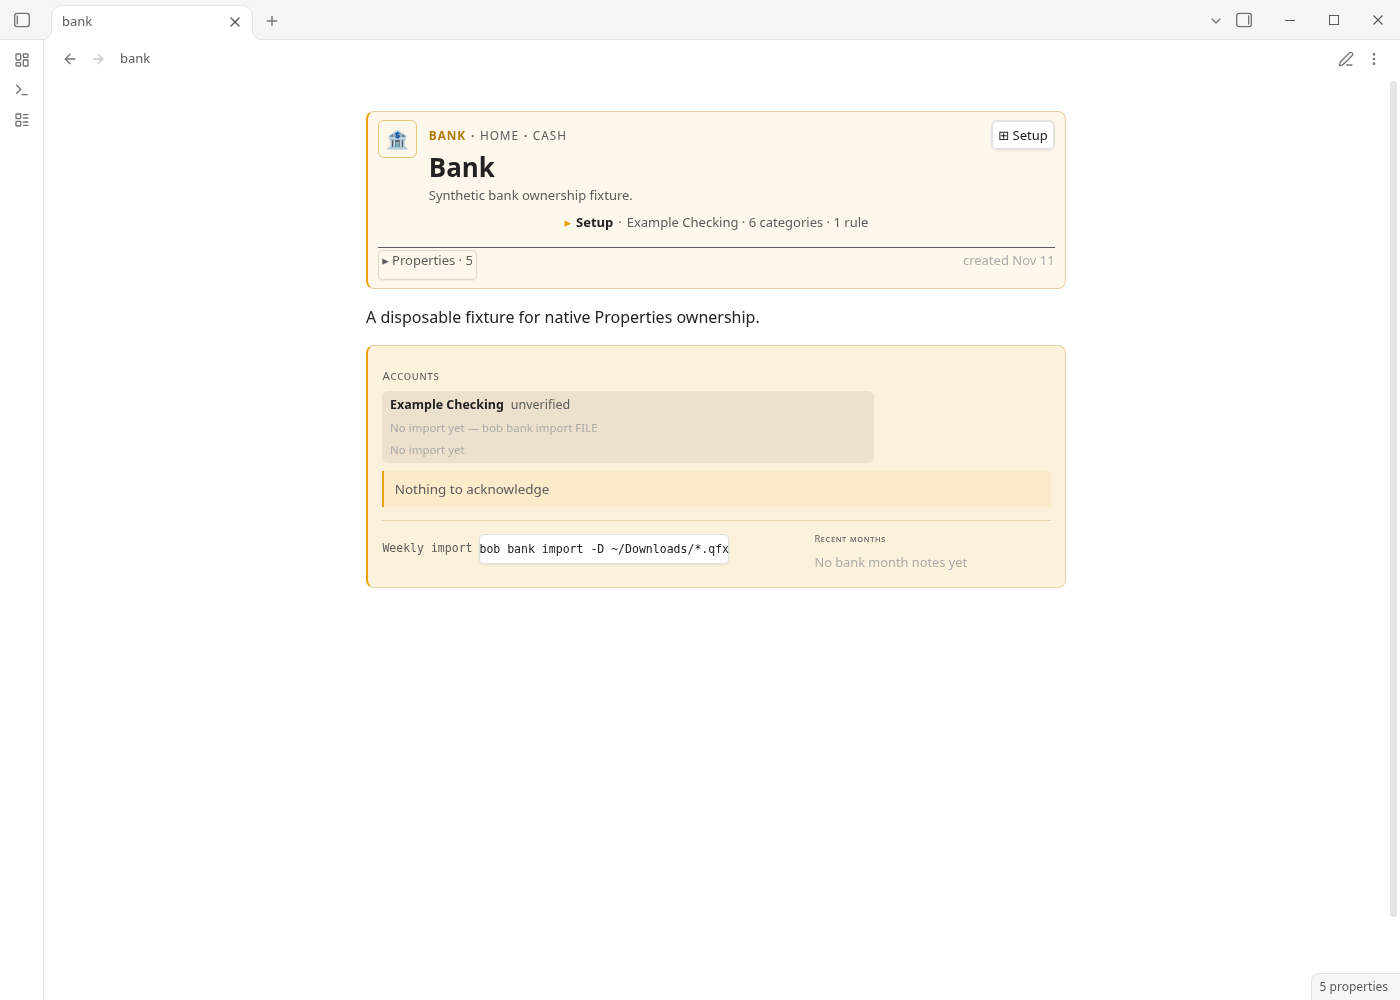 bank
bank
BANK · HOME · CASH
⊞ Setup
Bank
Synthetic bank ownership fixture.
▸ Setup · Example Checking · 6 categories · 1 rule
▸ Properties · 5
created Nov 11
A disposable fixture for native Properties ownership.
ACCOUNTS
Example Checking unverified
No import yet — bob bank import FILE
No import yet
Nothing to acknowledge
Weekly import bob bank import -D ~/Downloads/*.qfx
RECENT MONTHS
No bank month notes yet
5 properties